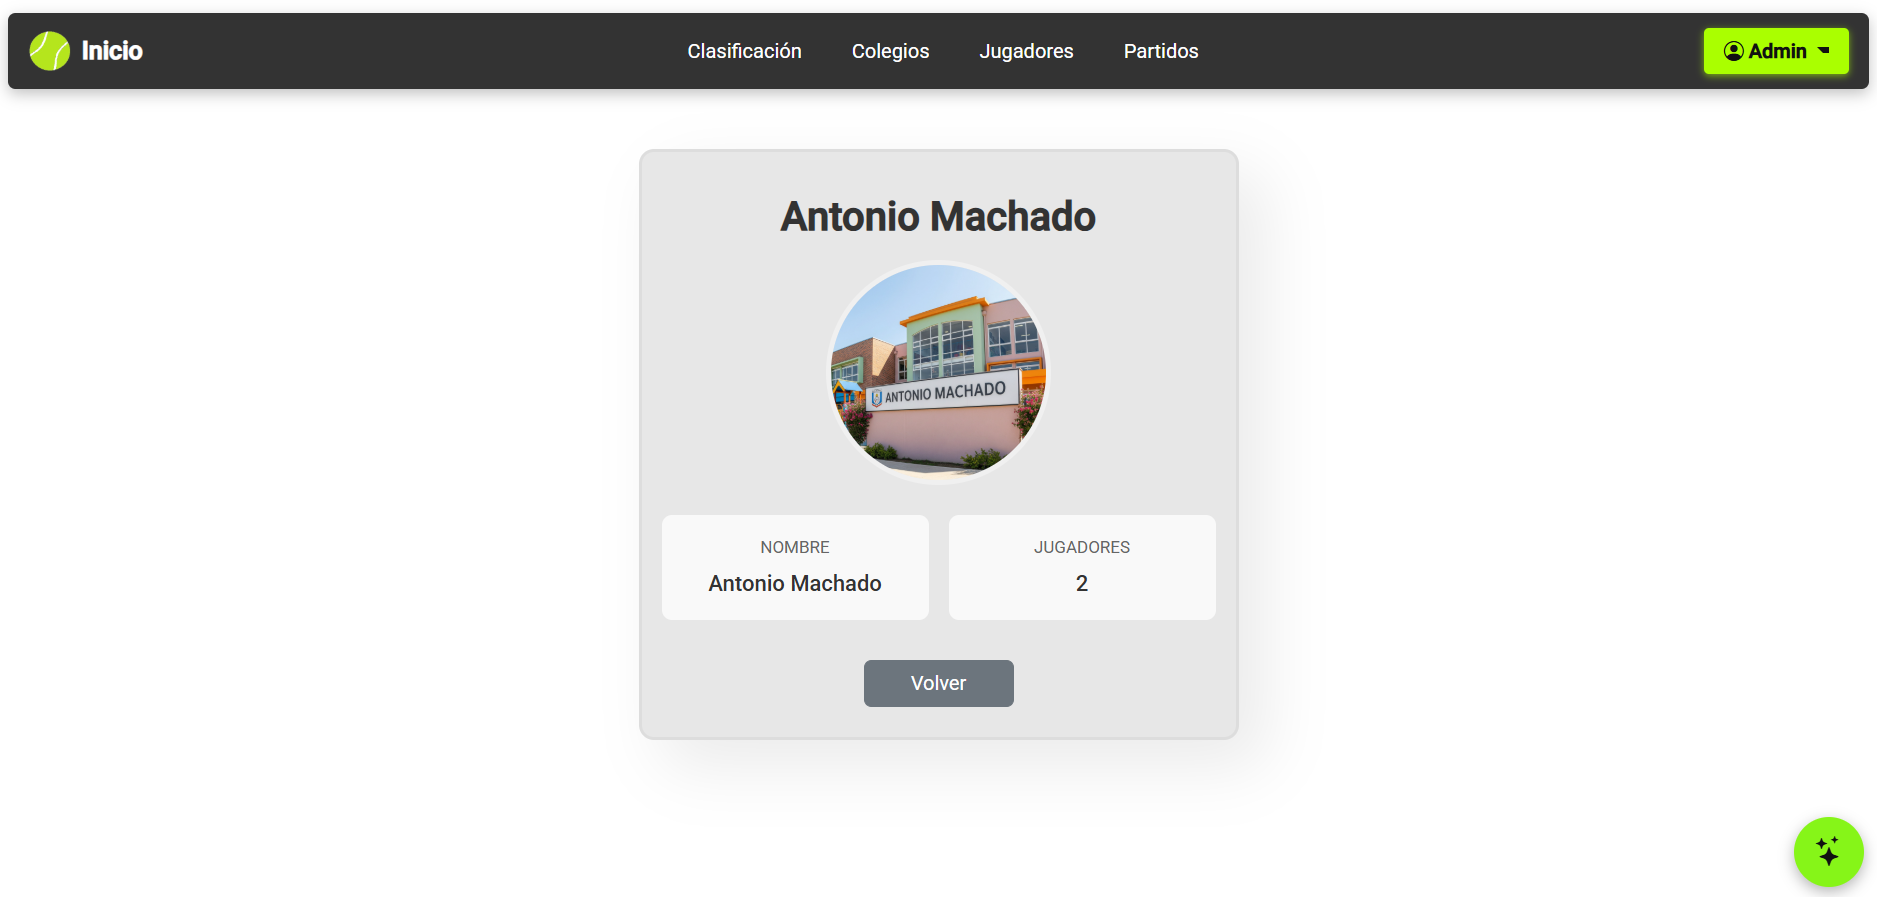 Inicio
Clasificación
Colegios
Jugadores
Partidos
Admin
Antonio Machado
ANTONIO MACHADO
NOMBRE
Antonio Machado
JUGADORES
2
Volver